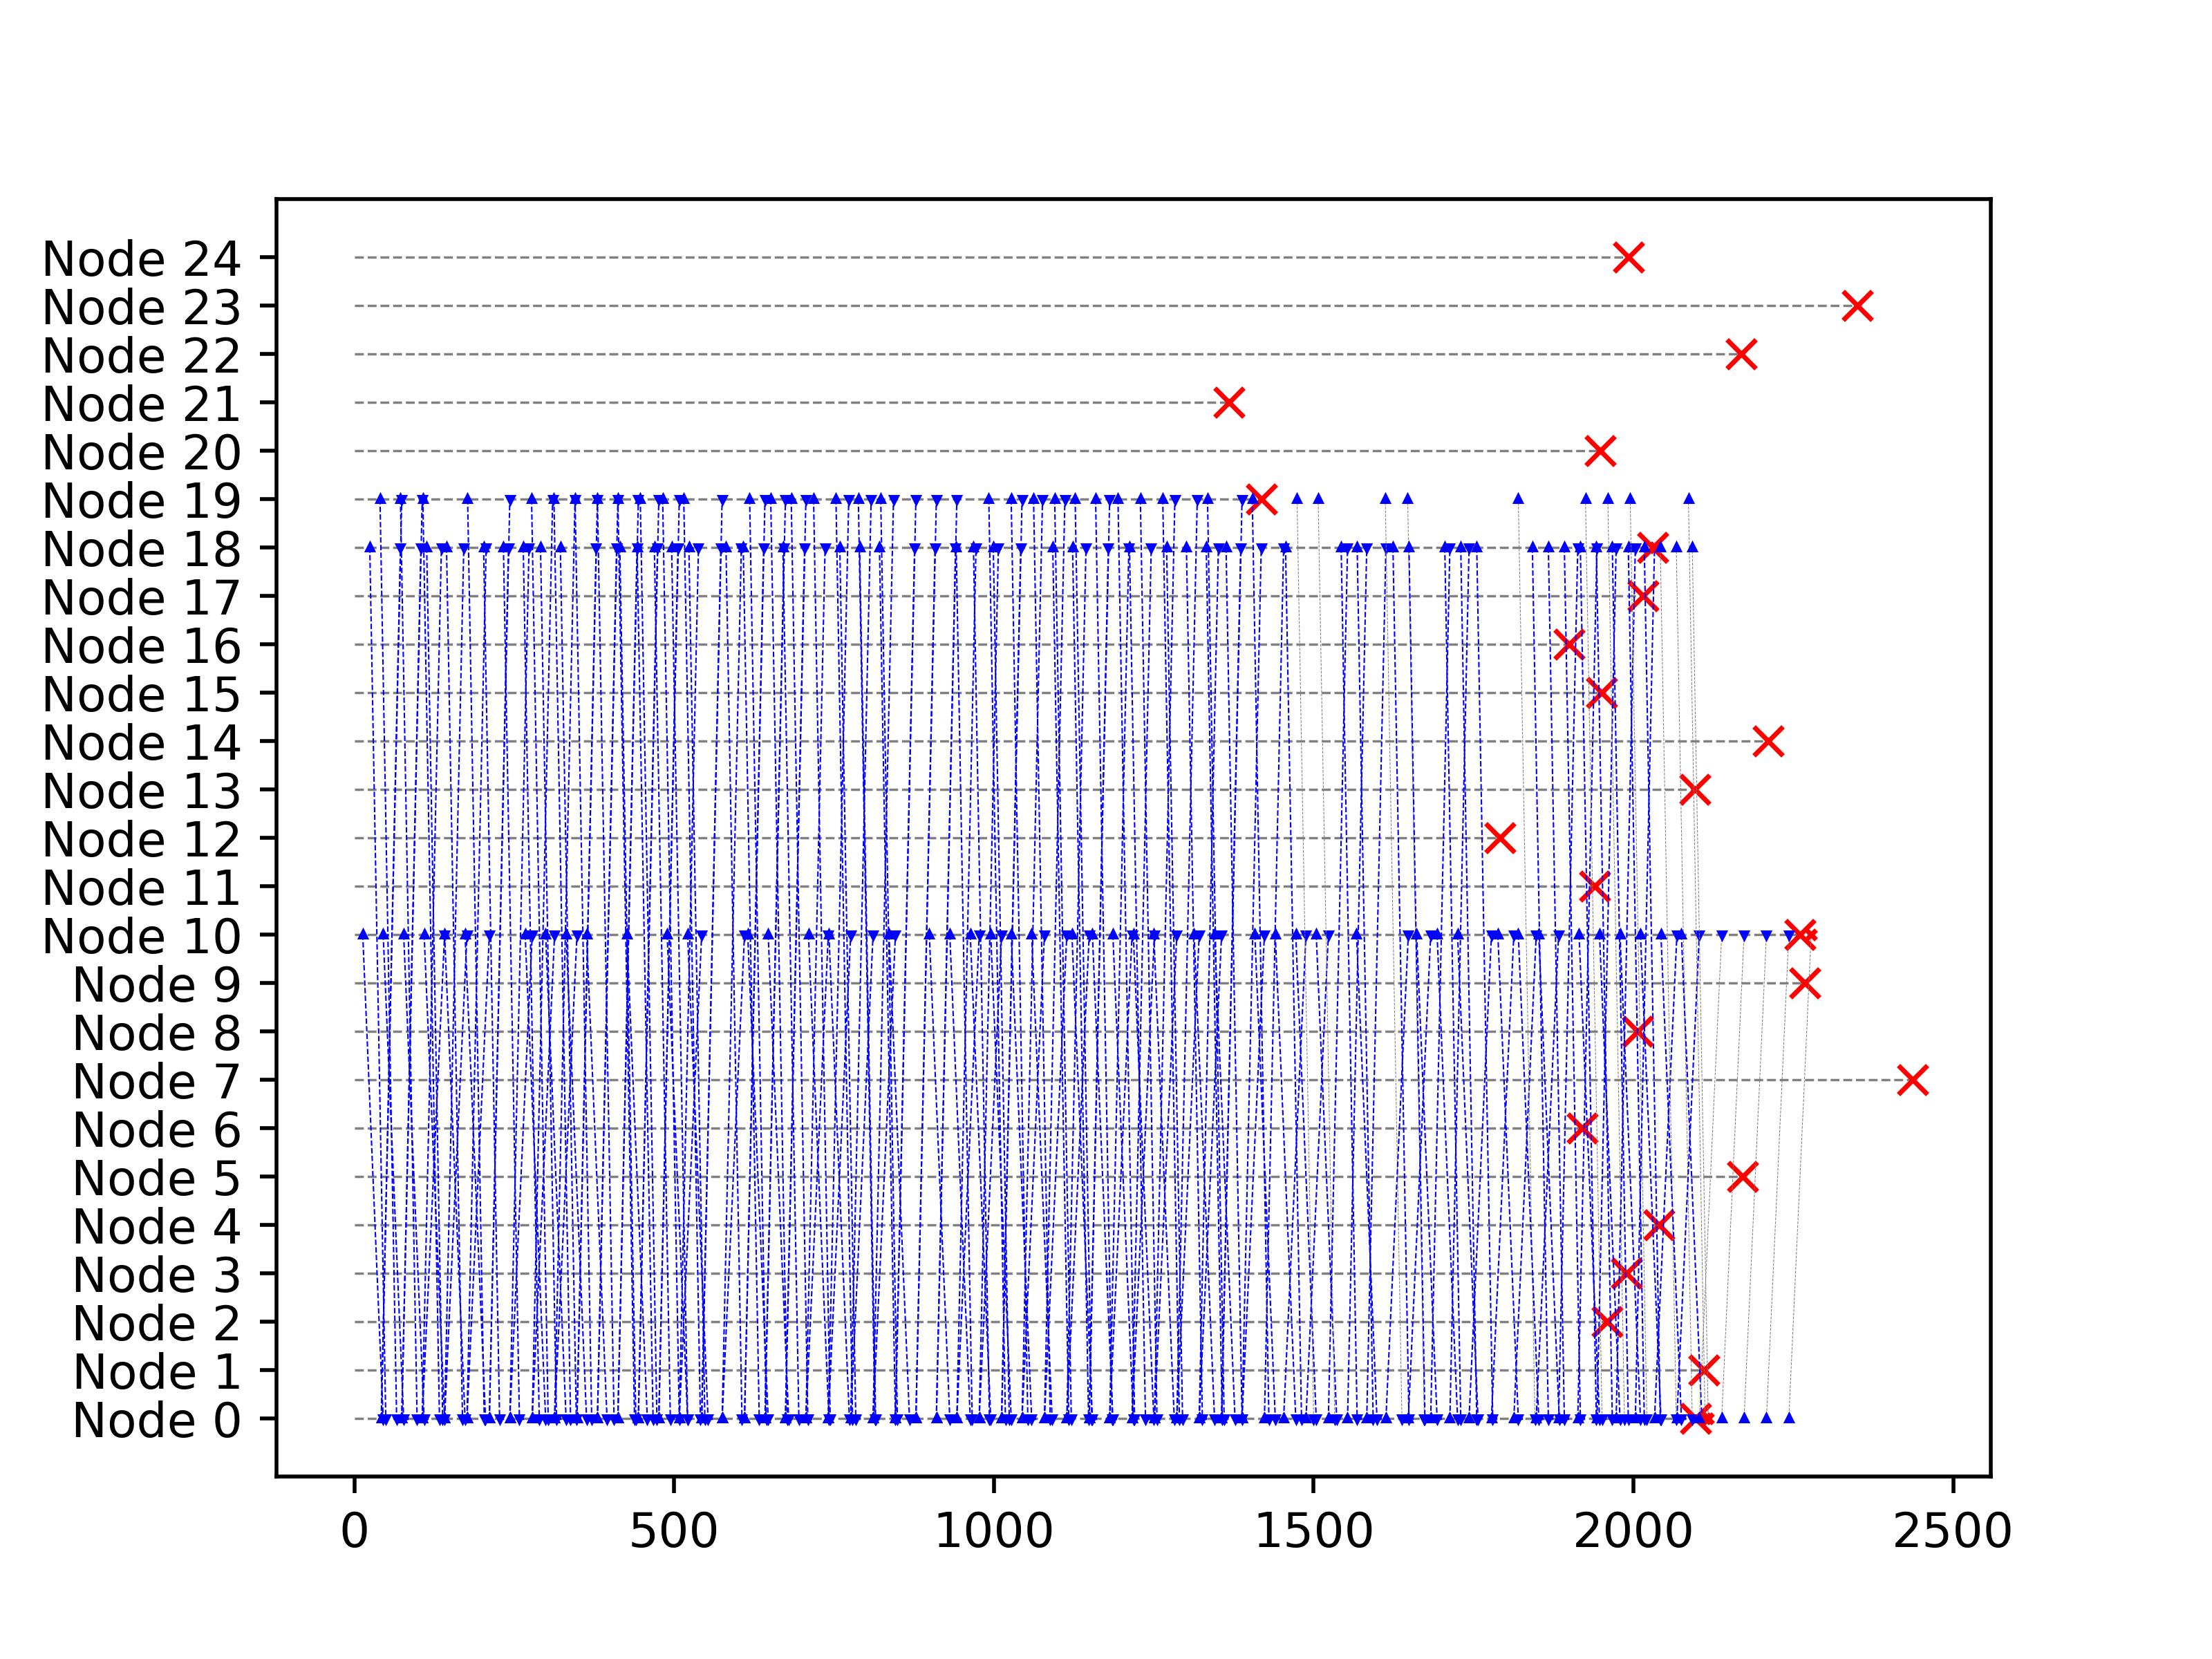 Node 24
Node 23
Node 22
Node 21
Node 20
Node 19
Node 18
Node 17
Node 16
Node 15
Node 14
Node 13
Node 12
Node 11
Node 10
Node 9
Node 8
Node 7
Node 6
Node 5
Node 4
Node 3
Node 2
Node 1
Node 0
0 500 1000 1500 2000 2500